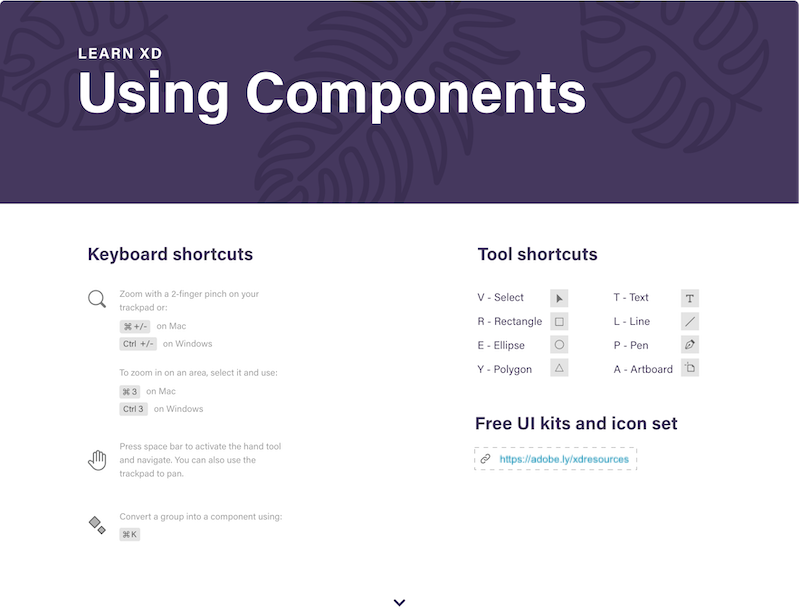 LEARN XD
Using Components
Keyboard shortcuts
Zoom with a 2-finger pinch on your
trackpad or:
⌘ +/- on Mac
Ctrl +/- on Windows
To zoom in on an area, select it and use:
⌘ 3 on Mac
Ctrl 3 on Windows
Press space bar to activate the hand tool
and navigate. You can also use the
trackpad to pan.
Convert a group into a component using:
⌘ K
Tool shortcuts
V - Select
R - Rectangle
E - Ellipse
Y - Polygon
T - Text
L - Line
P - Pen
A - Artboard
Free UI kits and icon set
https://adobe.ly/xdresources